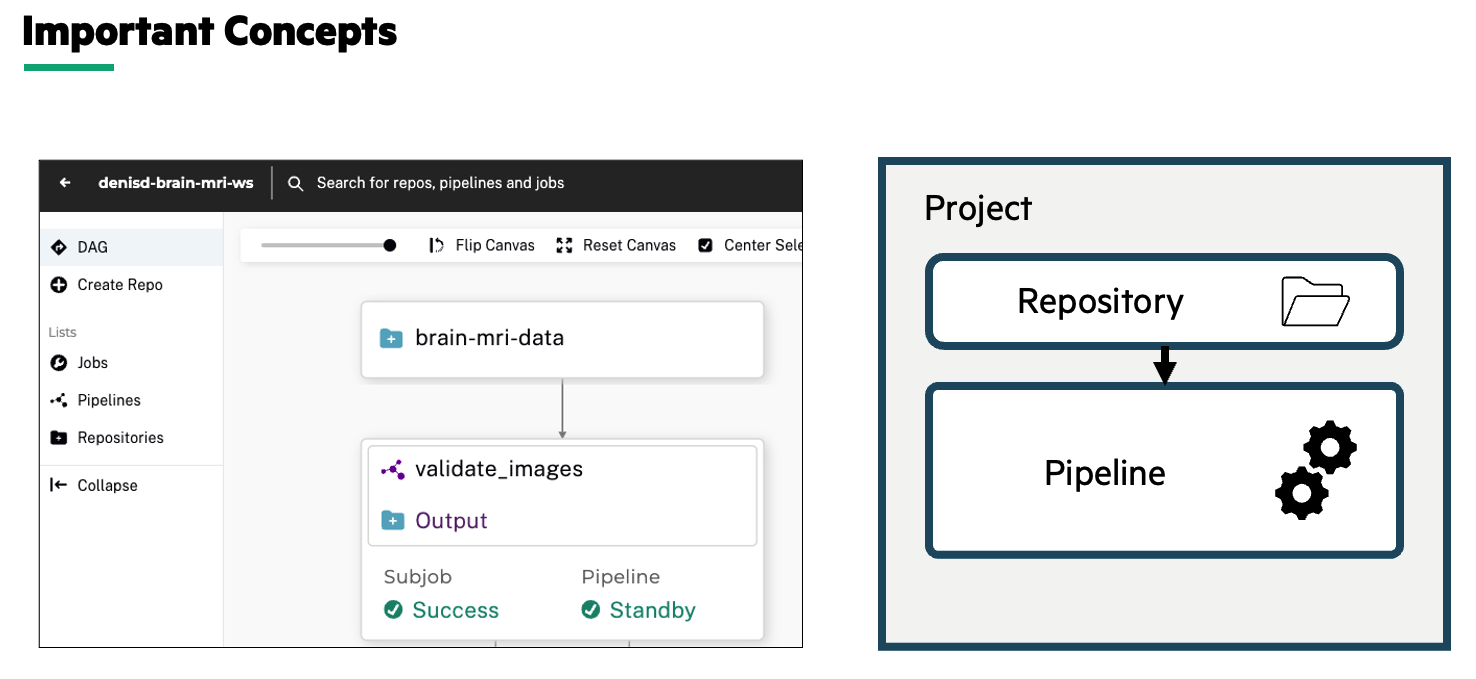 Important Concepts
denisd-brain-mri-ws
Search for repos, pipelines and jobs
DAG
Create Repo
Lists
Jobs
Pipelines
Repositories
Collapse
Flip Canvas
Reset Canvas
Center Sele
brain-mri-data
validate_images
Output
Subjob
Pipeline
Success
Standby
Project
Repository
Pipeline